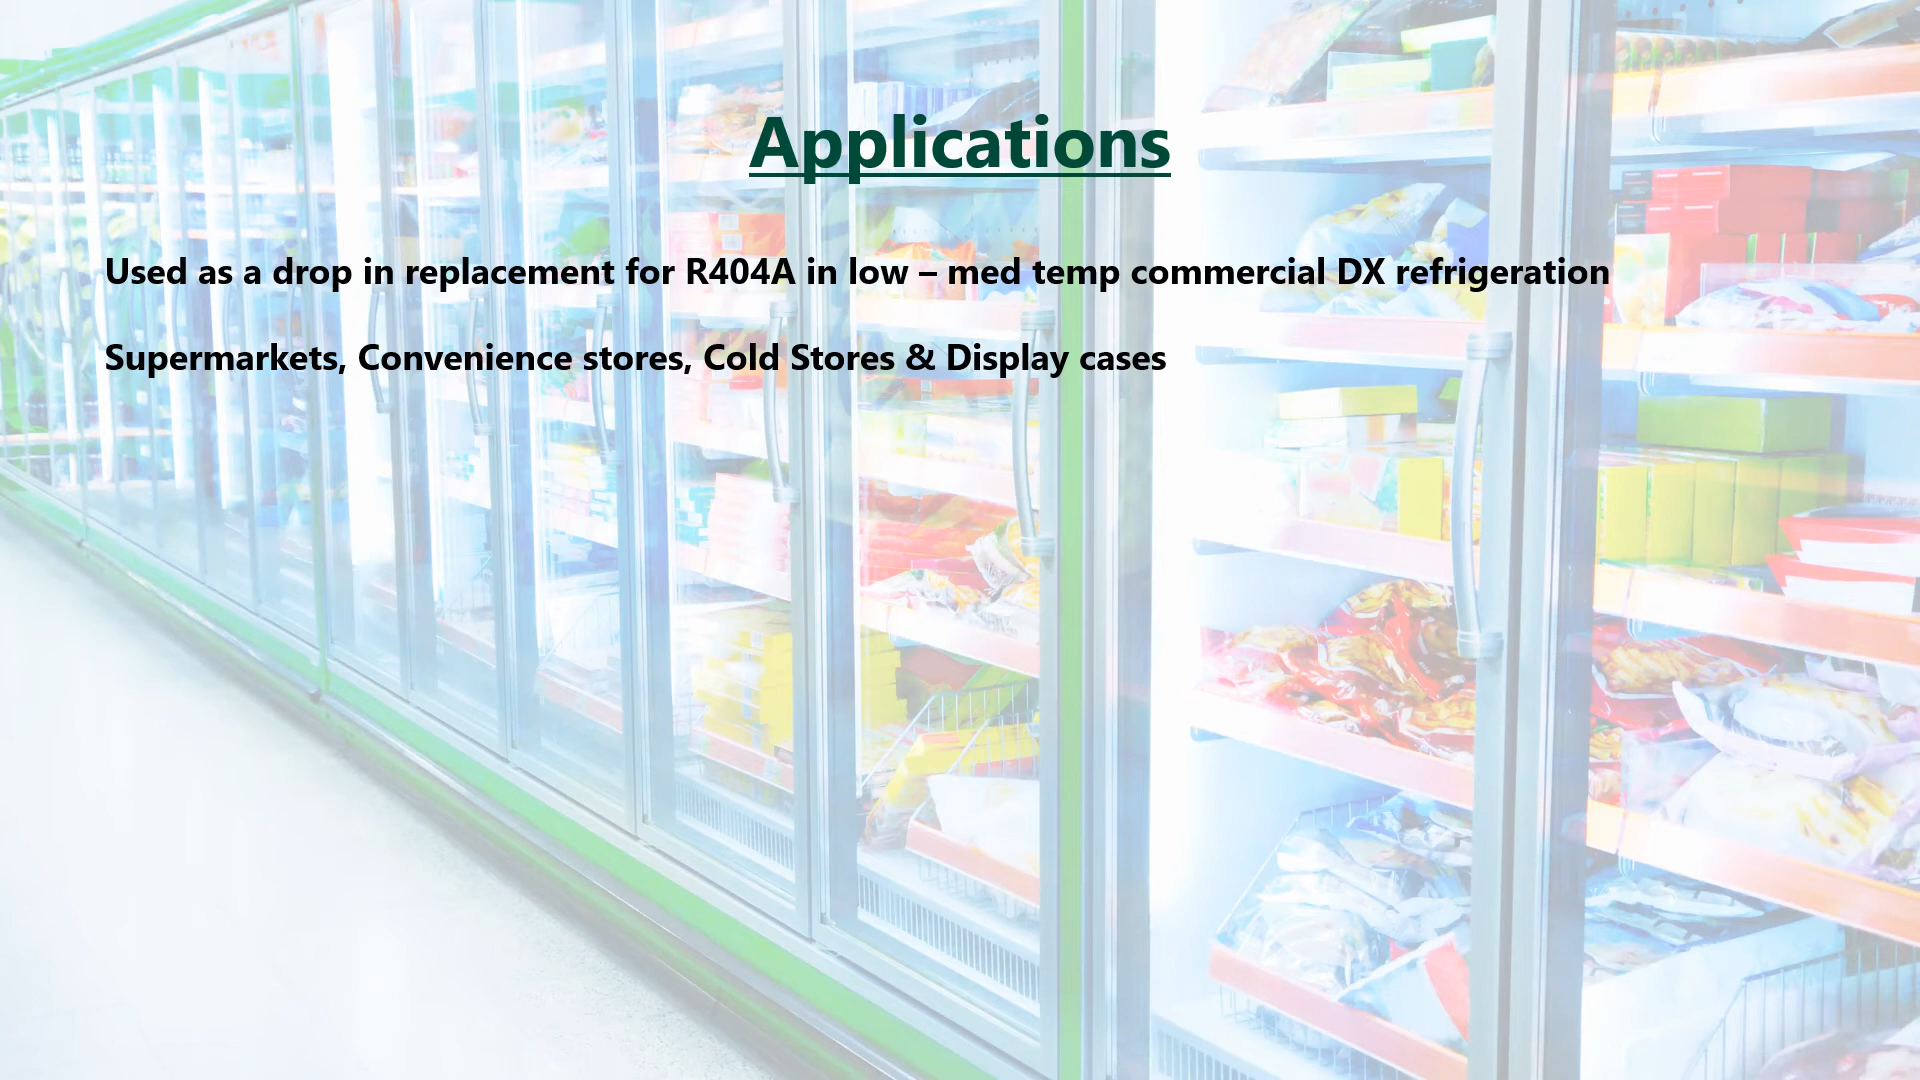 Applications
Used as a drop in replacement for R404A in low – med temp commercial DX refrigeration
Supermarkets, Convenience stores, Cold Stores & Display cases